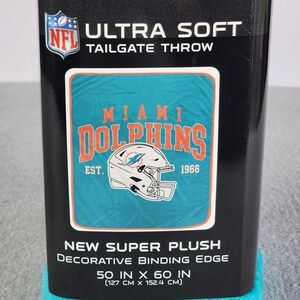 NFL
ULTRA SOFT
TAILGATE THROW
MIAMI
DOLPHINS
EST. 1966
NEW SUPER PLUSH
DECORATIVE BINDING EDGE
50 IN X 60 IN
(127 CM X 152.4 CM)